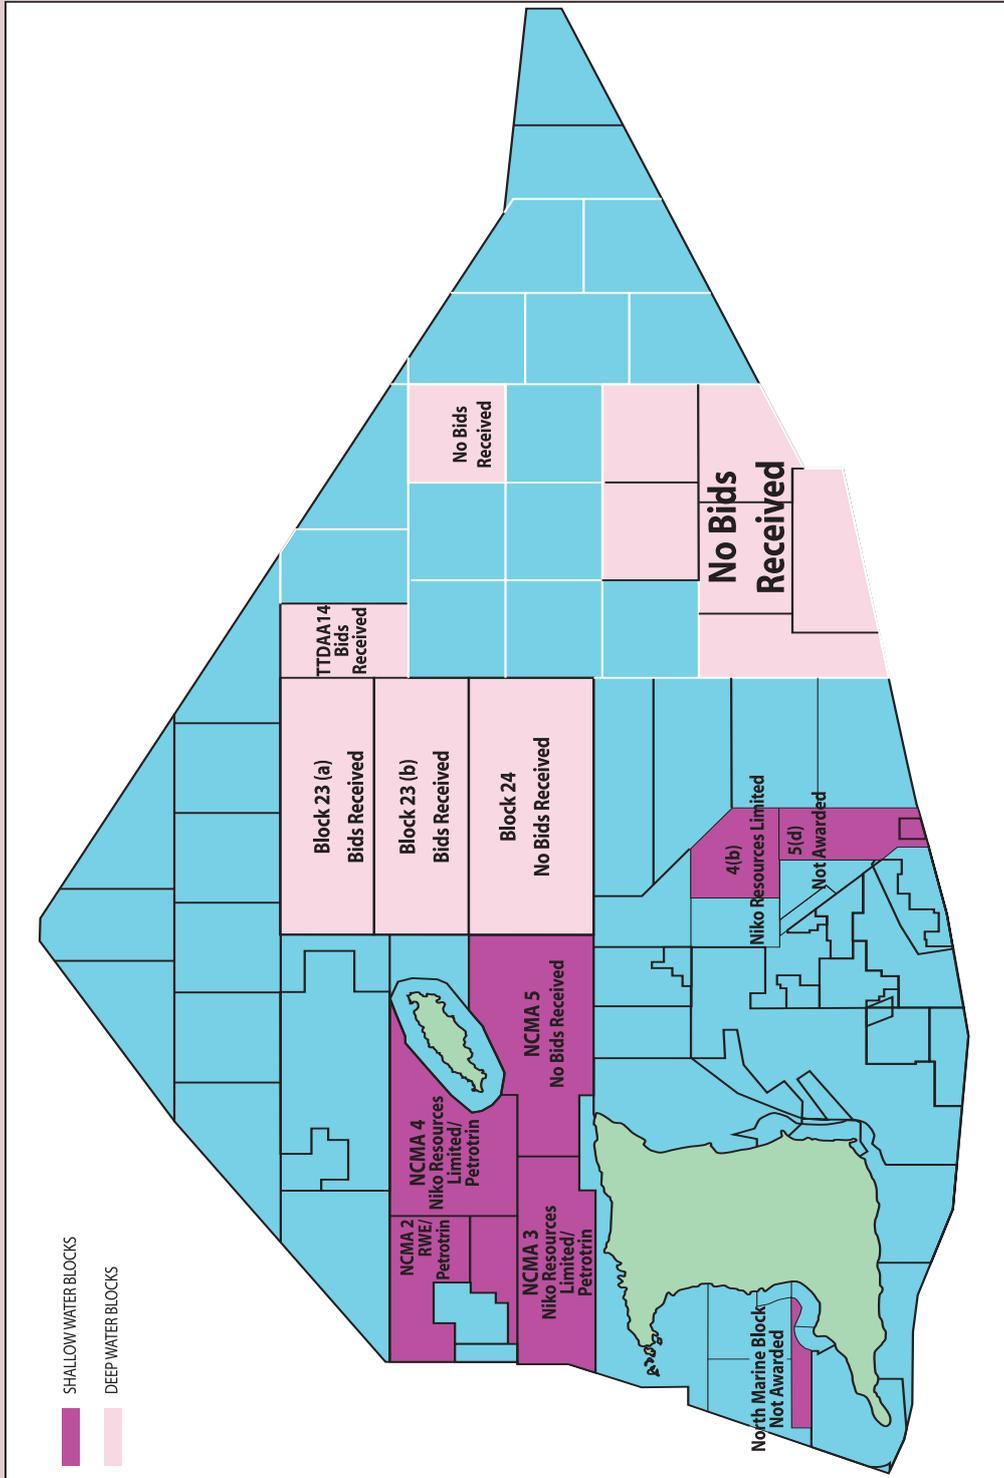 SHALLOW WATER BLOCKS
DEEP WATER BLOCKS
Block 23 (a)
Bids Received
Block 23 (b)
Bids Received
Block 24
No Bids Received
TTDAA14
Bids
Received
No Bids
Received
No Bids
Received
NCMA 2
RWE/
Petrotrin
NCMA 4
Niko Resources
Limited/
Petrotrin
NCMA 3
Niko Resources
Limited/
Petrotrin
NCMA 5
No Bids Received
4(b)
Niko Resources Limited
5(d)
Not Awarded
North Marine Block
Not Awarded